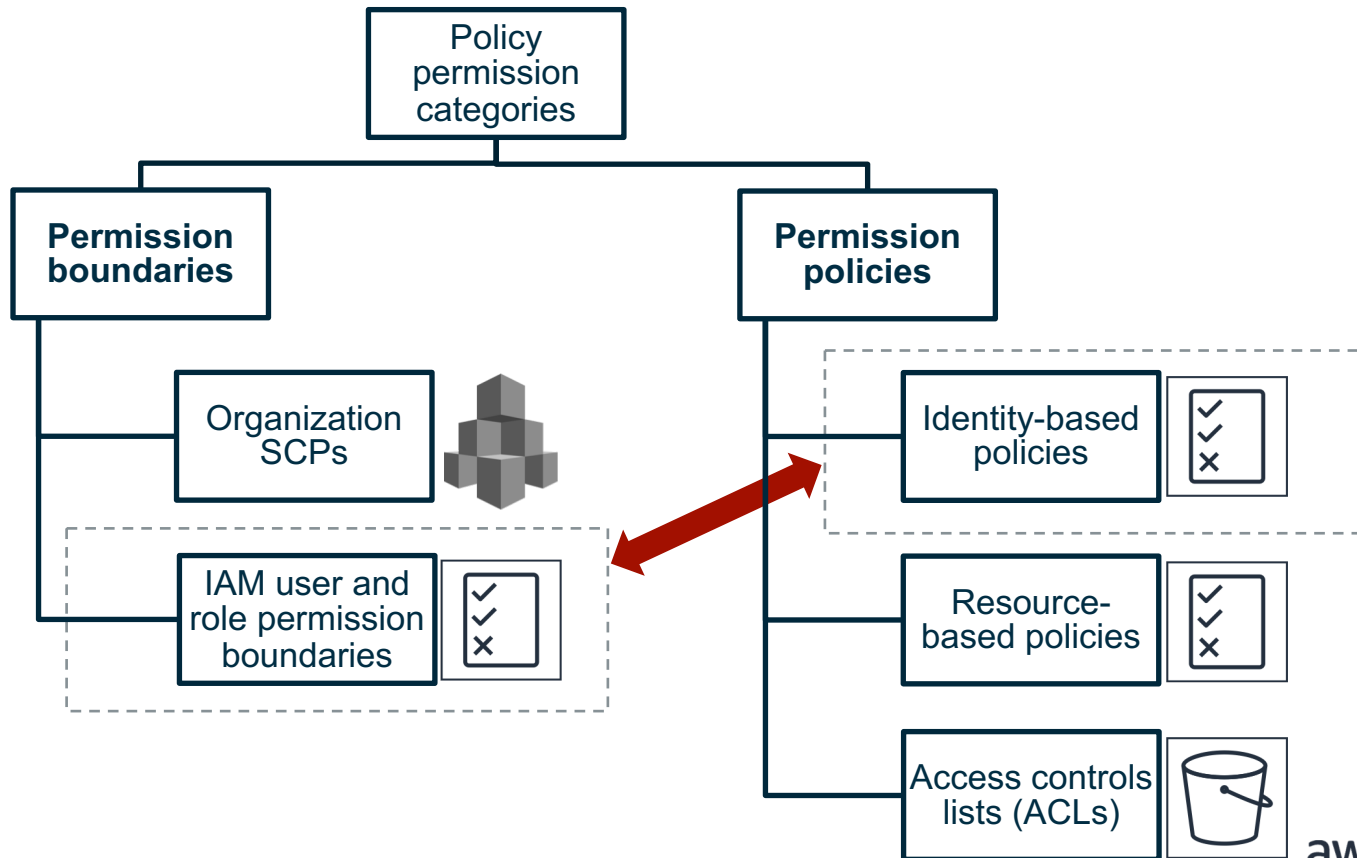 Policy
permission
categories
Permission
boundaries
Permission
policies
Organization
SCPs
Identity-based
policies
IAM user and
role permission
boundaries
Resource-
based policies
Access controls
lists (ACLs)